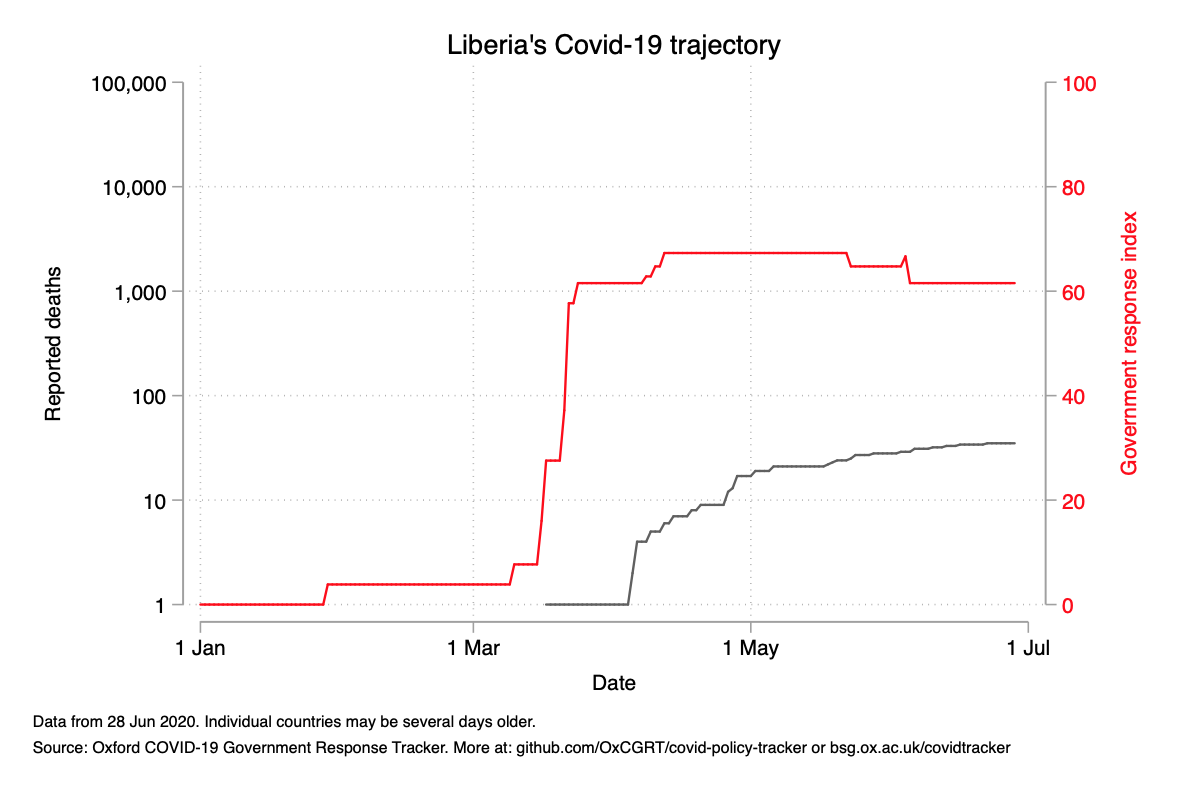 Liberia's Covid-19 trajectory
100,000
10,000
1,000
100
10
1
Reported deaths
100
80
60
40
20
0
Government response index
1 Jan
1 Mar
1 May
1 Jul
Date
Data from 28 Jun 2020. Individual countries may be several days older.
Source: Oxford COVID-19 Government Response Tracker. More at: github.com/OxCGRT/covid-policy-tracker or bsg.ox.ac.uk/covidtracker